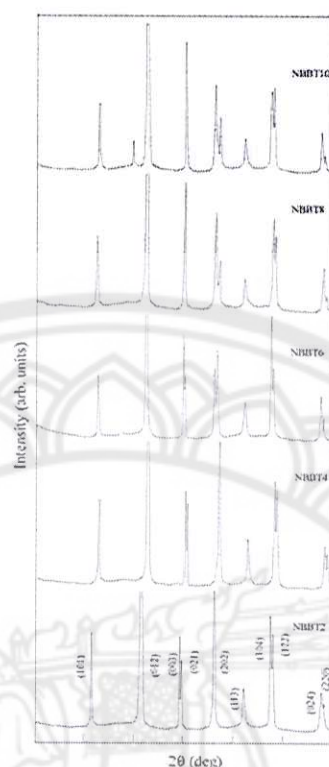 NBBT10
NBBT8
NBBT6
NBBT4
NBBT2
Intensity (arb. units)
(101)
(012)
(003)
(021)
(202)
(113)
(104)
(122)
(024)
(220)
2θ (deg)